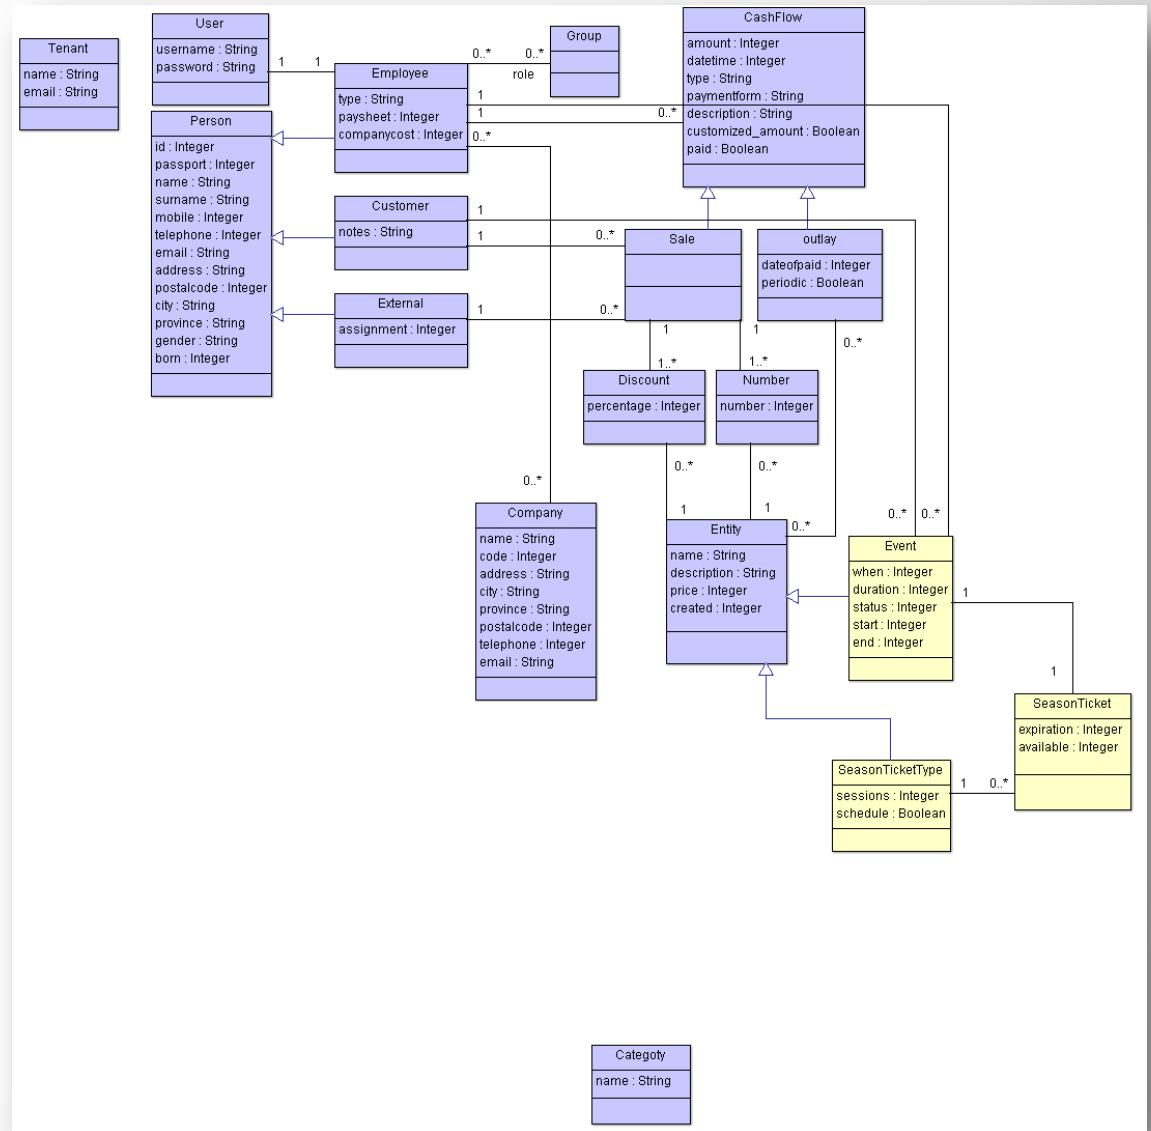 Tenant
name : String
email : String
User
username : String
password : String
1
1
Person
id : Integer
passport : Integer
name : String
surname : String
mobile : Integer
telephone : Integer
email : String
address : String
postalcode : Integer
city : String
province : String
gender : String
born : Integer
Employee
type : String
paysheet : Integer
companycost : Integer
0..*
0..*
role
Group
1
1
0..*
0..*
CashFlow
amount : Integer
datetime : Integer
type : String
paymentform : String
description : String
customized_amount : Boolean
paid : Boolean
Customer
notes : String
1
1
0..*
Sale
outlay
dateofpaid : Integer
periodic : Boolean
External
assignment : Integer
1
0..*
1
1
0..*
1..*
1..*
Discount
percentage : Integer
Number
number : Integer
0..*
0..*
0..*
1
1
0..*
0..*
0..*
Company
name : String
code : Integer
address : String
city : String
province : String
postalcode : Integer
telephone : Integer
email : String
Entity
name : String
description : String
price : Integer
created : Integer
Event
when : Integer
duration : Integer
status : Integer
start : Integer
end : Integer
1
1
SeasonTicket
expiration : Integer
available : Integer
SeasonTicketType
sessions : Integer
schedule : Boolean
1
0..*
Categoty
name : String